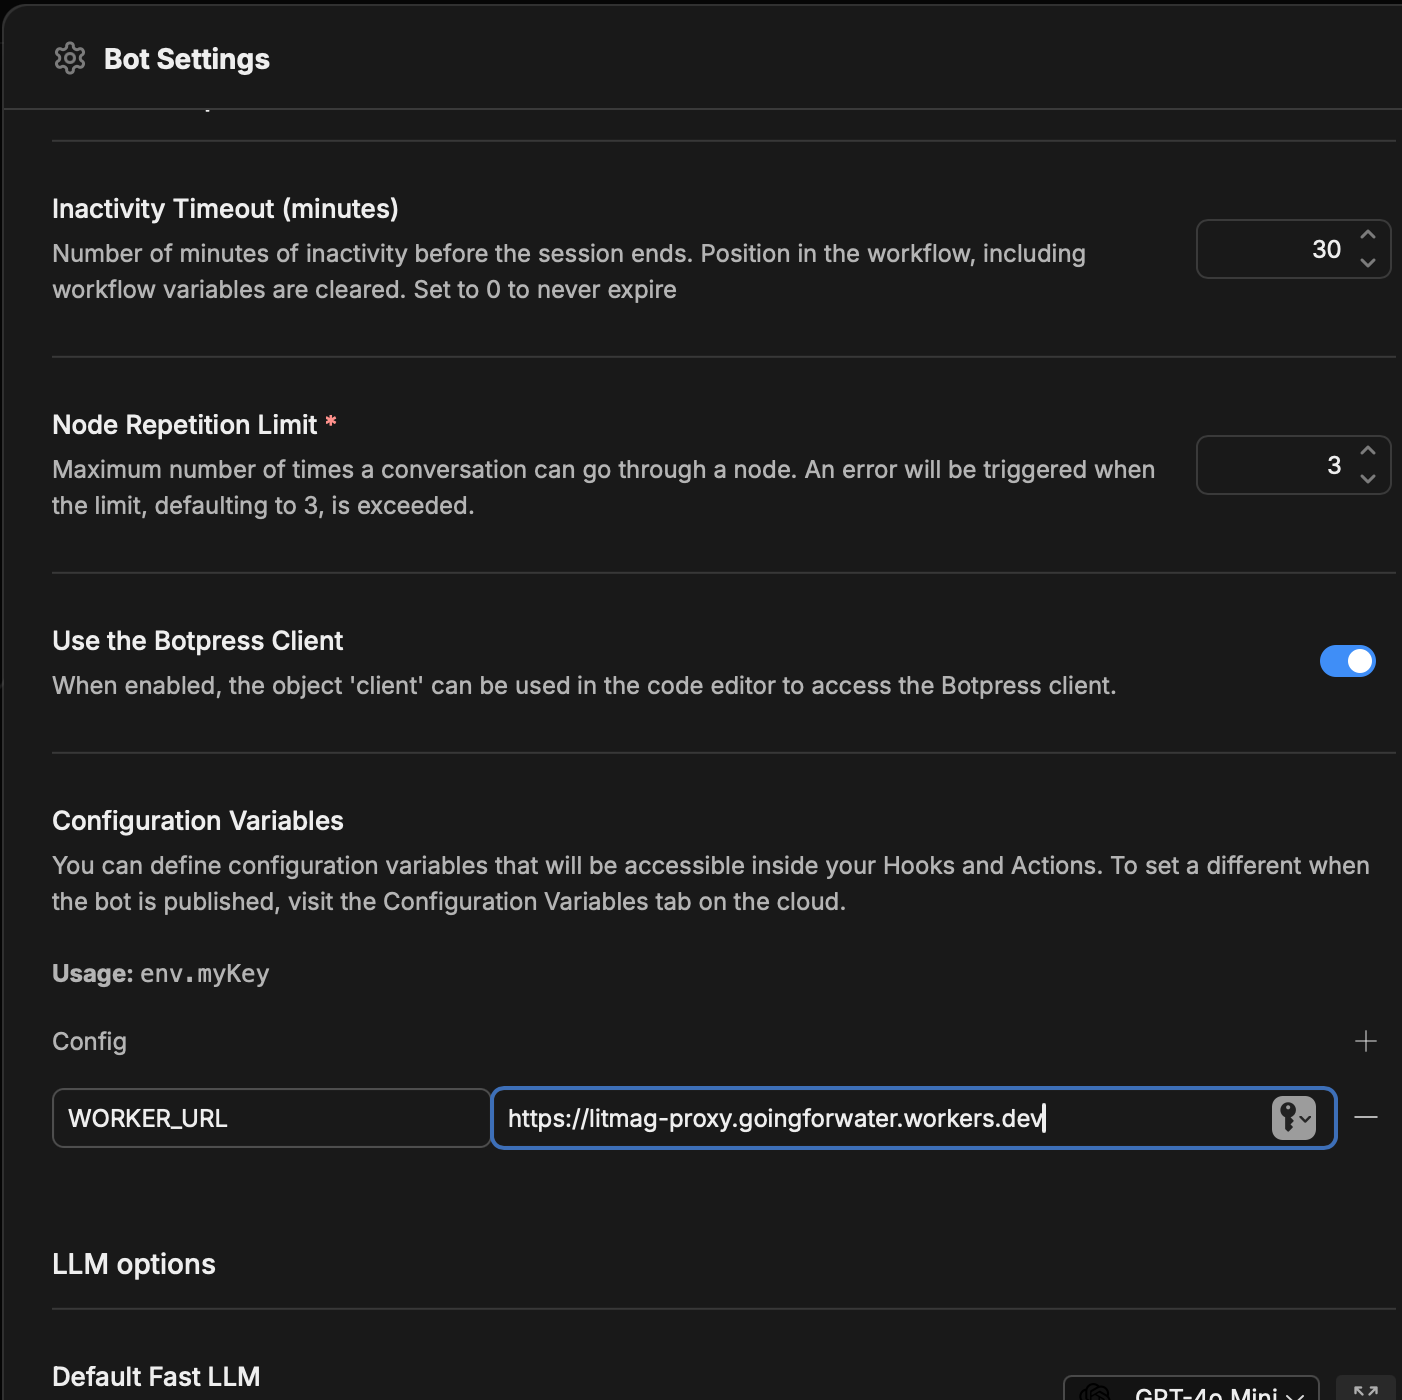 Bot Settings
Inactivity Timeout (minutes)
Number of minutes of inactivity before the session ends. Position in the workflow, including
workflow variables are cleared. Set to 0 to never expire
30
Node Repetition Limit *
Maximum number of times a conversation can go through a node. An error will be triggered when
the limit, defaulting to 3, is exceeded.
3
Use the Botpress Client
When enabled, the object 'client' can be used in the code editor to access the Botpress client.
Configuration Variables
You can define configuration variables that will be accessible inside your Hooks and Actions. To set a different when
the bot is published, visit the Configuration Variables tab on the cloud.
Usage: env.myKey
Config
WORKER_URL
https://litmag-proxy.goingforwater.workers.dev
LLM options
Default Fast LLM
GPT-4o Mini